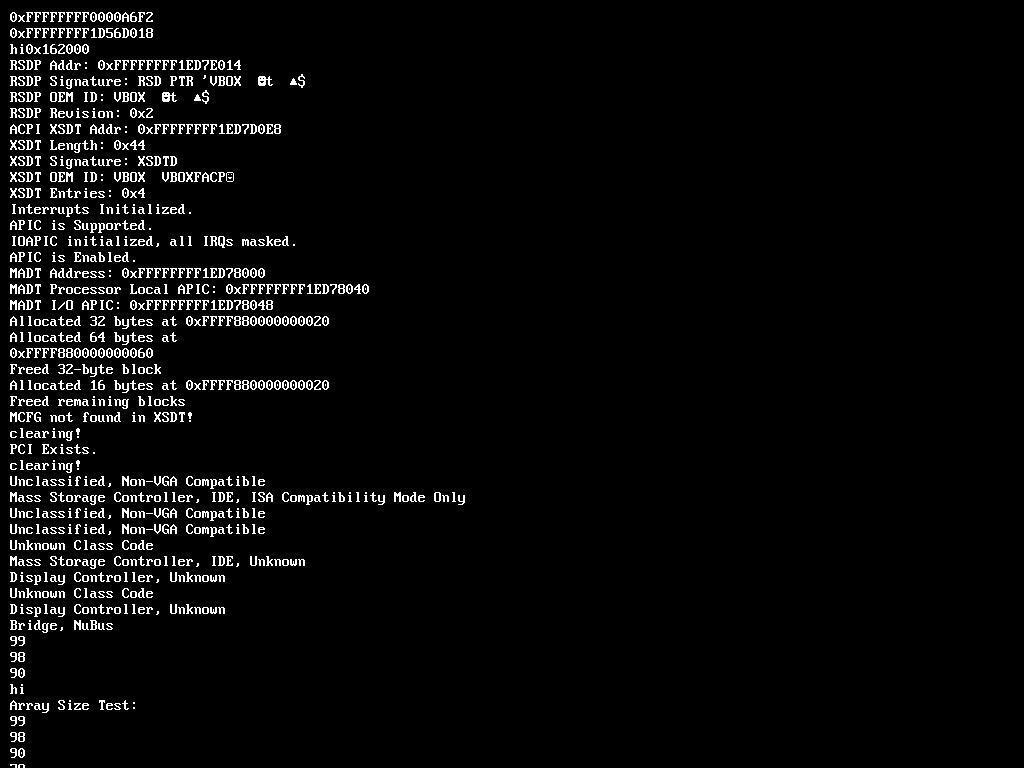 0xFFFFFFFF0000A6F2
0xFFFFFFFF1D56D018
hi0x162000
RSDP Addr: 0xFFFFFFFF1ED7E014
RSDP Signature: RSD PTR 'VBOX  ☻t  ▲$
RSDP OEM ID: VBOX  ☻t  ▲$
RSDP Revision: 0x2
ACPI XSDT Addr: 0xFFFFFFFF1ED7D0E8
XSDT Length: 0x44
XSDT Signature: XSDTD
XSDT OEM ID: VBOX  VBOXFACP☺
XSDT Entries: 0x4
Interrupts Initialized.
APIC is Supported.
IOAPIC initialized, all IRQs masked.
APIC is Enabled.
MADT Address: 0xFFFFFFFF1ED78000
MADT Processor Local APIC: 0xFFFFFFFF1ED78040
MADT I/O APIC: 0xFFFFFFFF1ED78048
Allocated 32 bytes at 0xFFFF880000000020
Allocated 64 bytes at
0xFFFF880000000060
Freed 32-byte block
Allocated 16 bytes at 0xFFFF880000000020
Freed remaining blocks
MCFG not found in XSDT!
clearing!
PCI Exists.
clearing!
Unclassified, Non-VGA Compatible
Mass Storage Controller, IDE, ISA Compatibility Mode Only
Unclassified, Non-VGA Compatible
Unclassified, Non-VGA Compatible
Unknown Class Code
Mass Storage Controller, IDE, Unknown
Display Controller, Unknown
Unknown Class Code
Display Controller, Unknown
Bridge, NuBus
99
98
90
hi
Array Size Test:
99
98
90